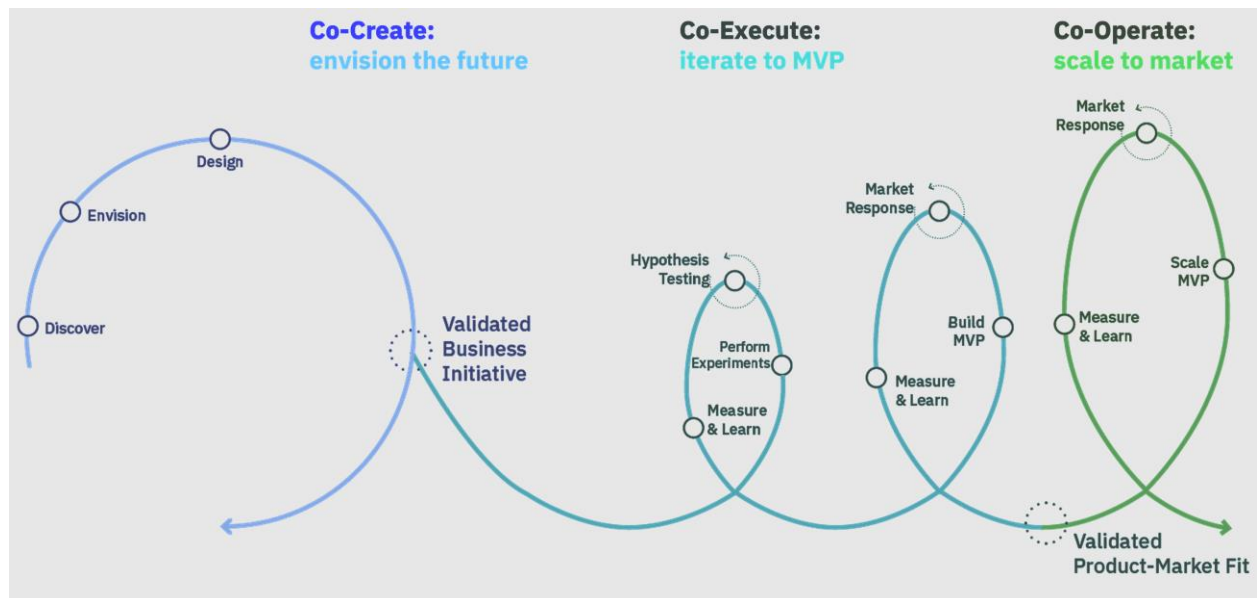 Co-Create:
envision the future
Co-Execute:
iterate to MVP
Co-Operate:
scale to market
Design
Envision
Discover
Validated
Business
Initiative
Hypothesis
Testing
Perform
Experiments
Measure
& Learn
Market
Response
Build
MVP
Measure
& Learn
Market
Response
Scale
MVP
Measure
& Learn
Validated
Product-Market Fit